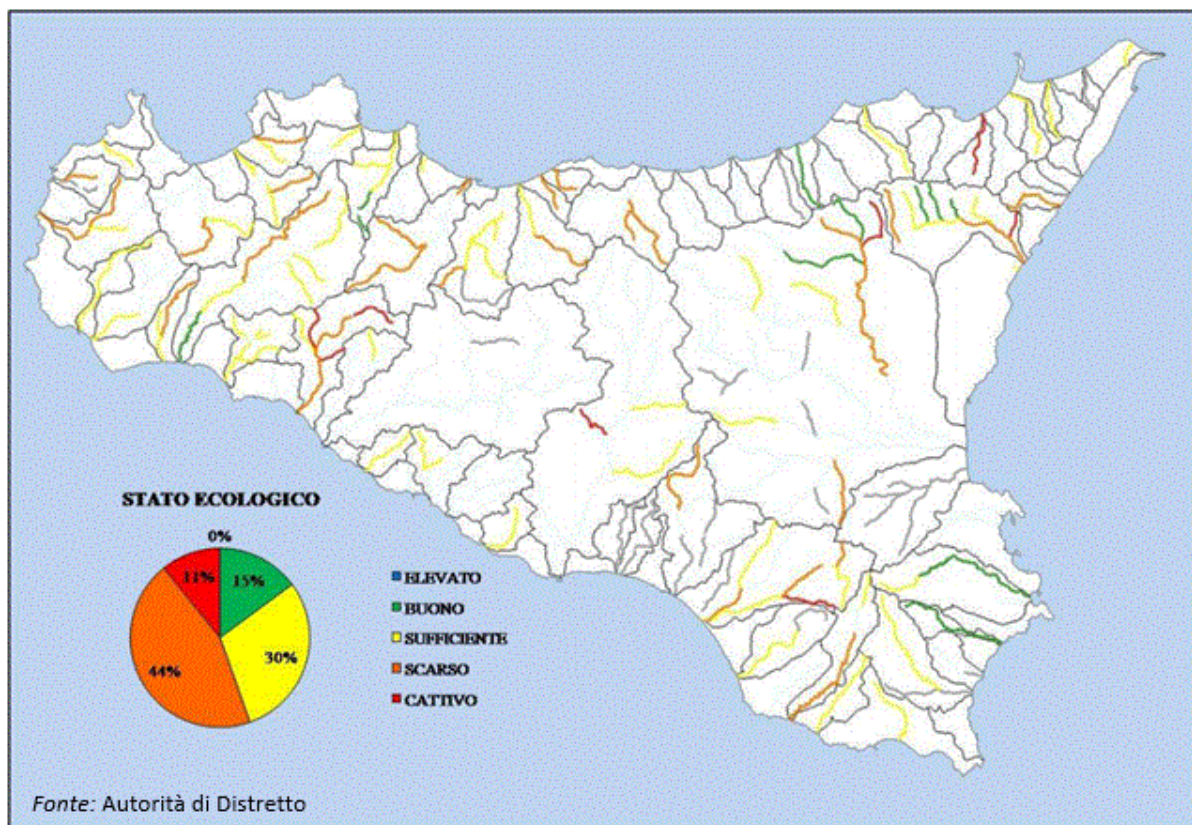 STATO ECOLOGICO
0%
11%
15%
30%
44%
ELEVATO
BUONO
SUFFICIENTE
SCARSO
CATTIVO
Fonte: Autorità di Distretto